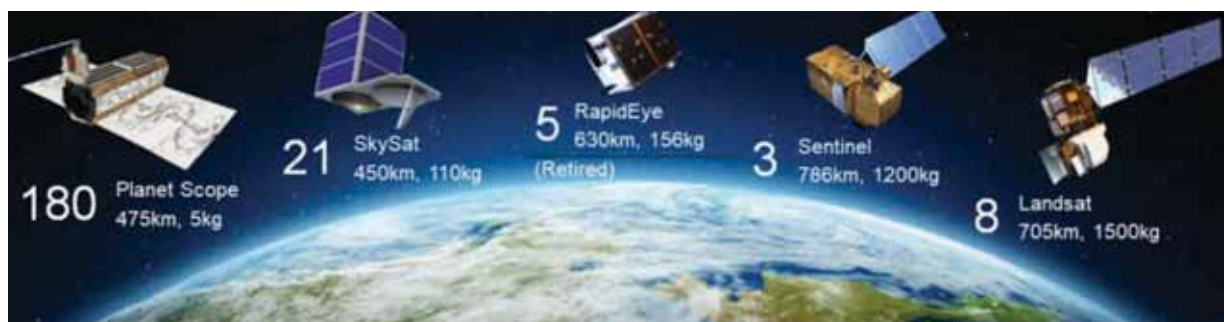 180
Planet Scope
475km, 5kg
21
SkySat
450km, 110kg
5
RapidEye
630km, 156kg
(Retired)
3
Sentinel
786km, 1200kg
8
Landsat
705km, 1500kg